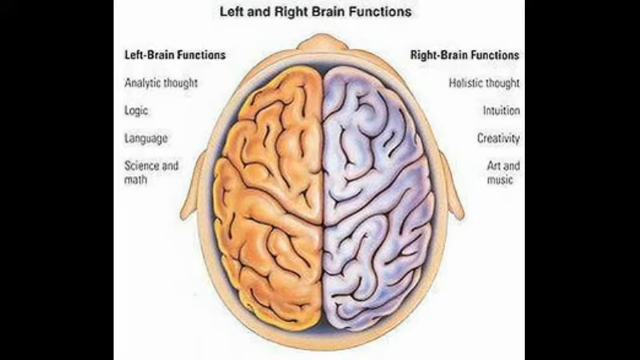 Left and Right Brain Functions
Left-Brain Functions
Analytic thought
Logic
Language
Science and
math
Right-Brain Functions
Holistic thought
Intuition
Creativity
Art and
music